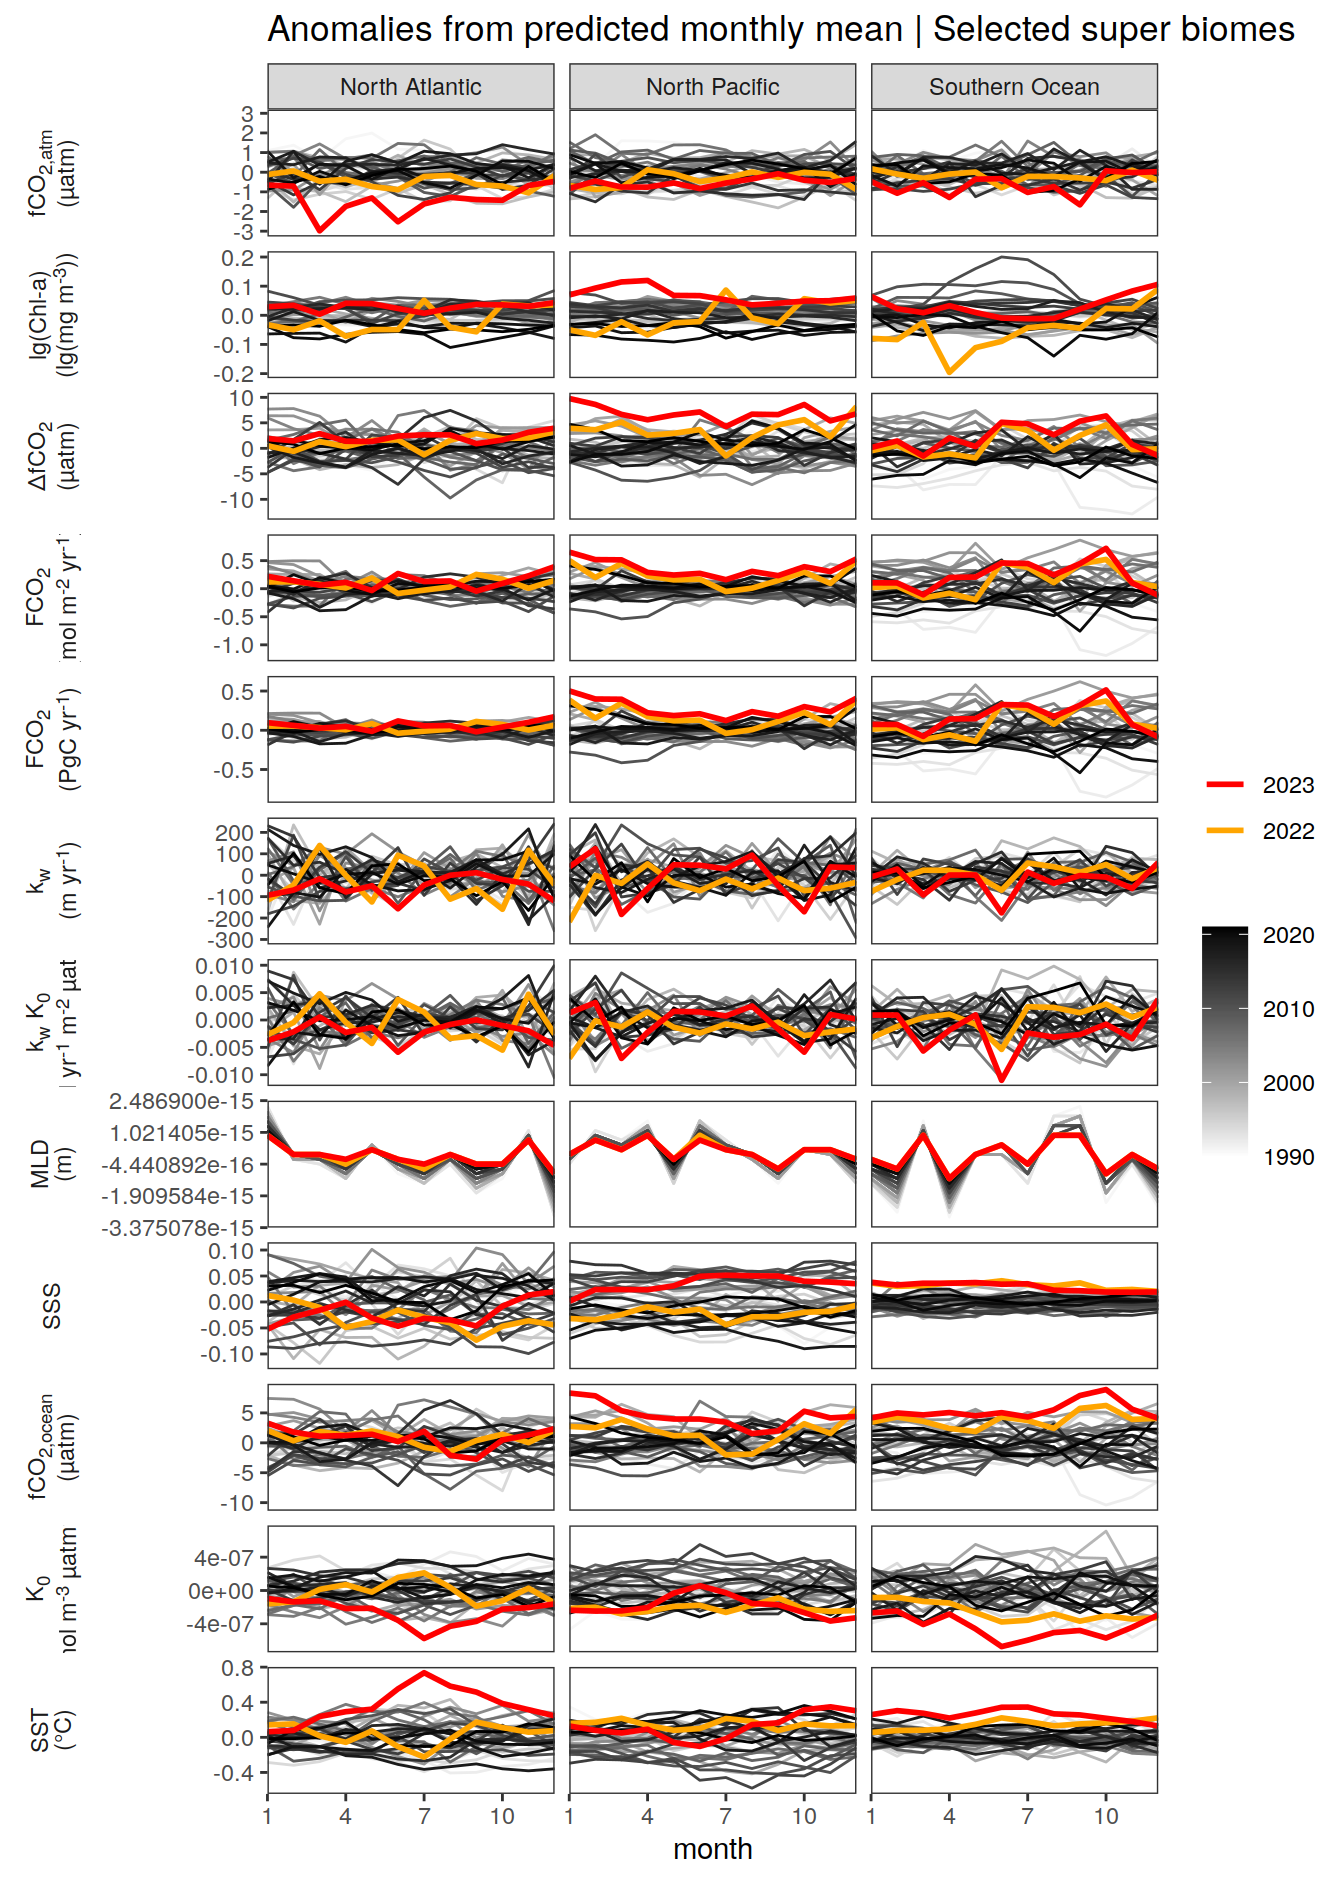 Anomalies from predicted monthly mean | Selected super biomes
North Atlantic North Pacific Southern Ocean
fCO2,atm
(µatm)
3
2
1
0
-1
-2
-3
lg(Chl-a)
(lg(mg m-3))
0.2
0.1
0.0
-0.1
-0.2
ΔfCO2
(µatm)
10
5
0
-5
-10
FCO2
mol m-2 yr-1
0.5
0.0
-0.5
-1.0
FCO2
(PgC yr-1)
0.5
0.0
-0.5
kw
(m yr-1)
200
100
0
-100
-200
-300
kw K0
yr-1 m-2 µat
0.010
0.005
0.000
-0.005
-0.010
MLD
(m)
2.486900e-15
1.021405e-15
-4.440892e-16
-1.909584e-15
-3.375078e-15
SSS
0.10
0.05
0.00
-0.05
-0.10
fCO2,ocean
(µatm)
5
0
-5
-10
K0
ol m-3 µatm
4e-07
0e+00
-4e-07
SST
(°C)
0.8
0.4
0.0
-0.4
1 4 7 10 1 4 7 10 1 4 7 10
month
2023
2022
2020
2010
2000
1990